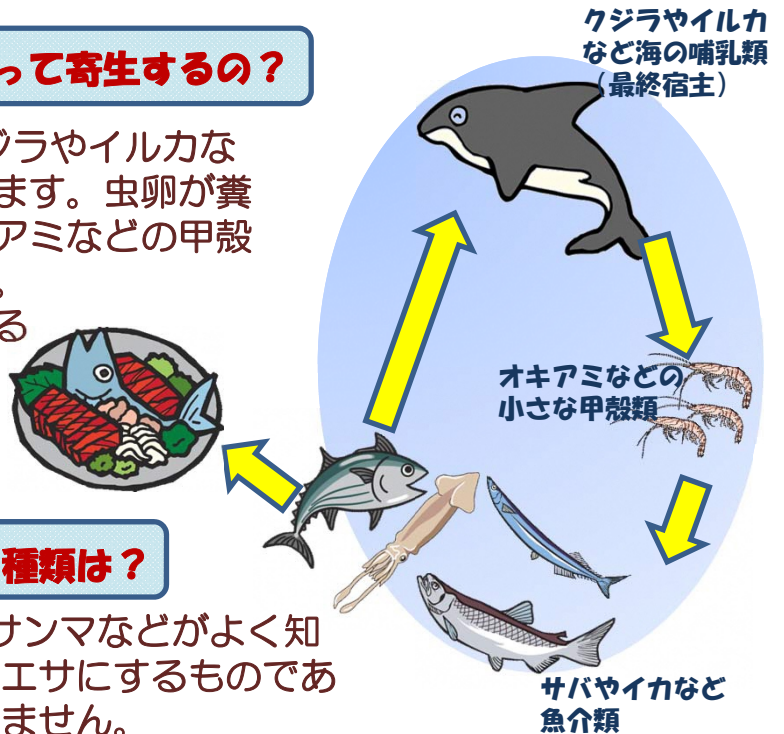 クジラやイルカ
など海の哺乳類
（最終宿主）
って寄生するの？
ジラやイルカな
ます。虫卵が糞
アミなどの甲殻
。
る
オキアミなどの
小さな甲殻類
種類は？
サンマなどがよく知
エサにするものであ
ません。
サバやイカなど
魚介類